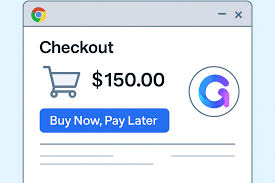 Checkout
$150.00
Buy Now, Pay Later